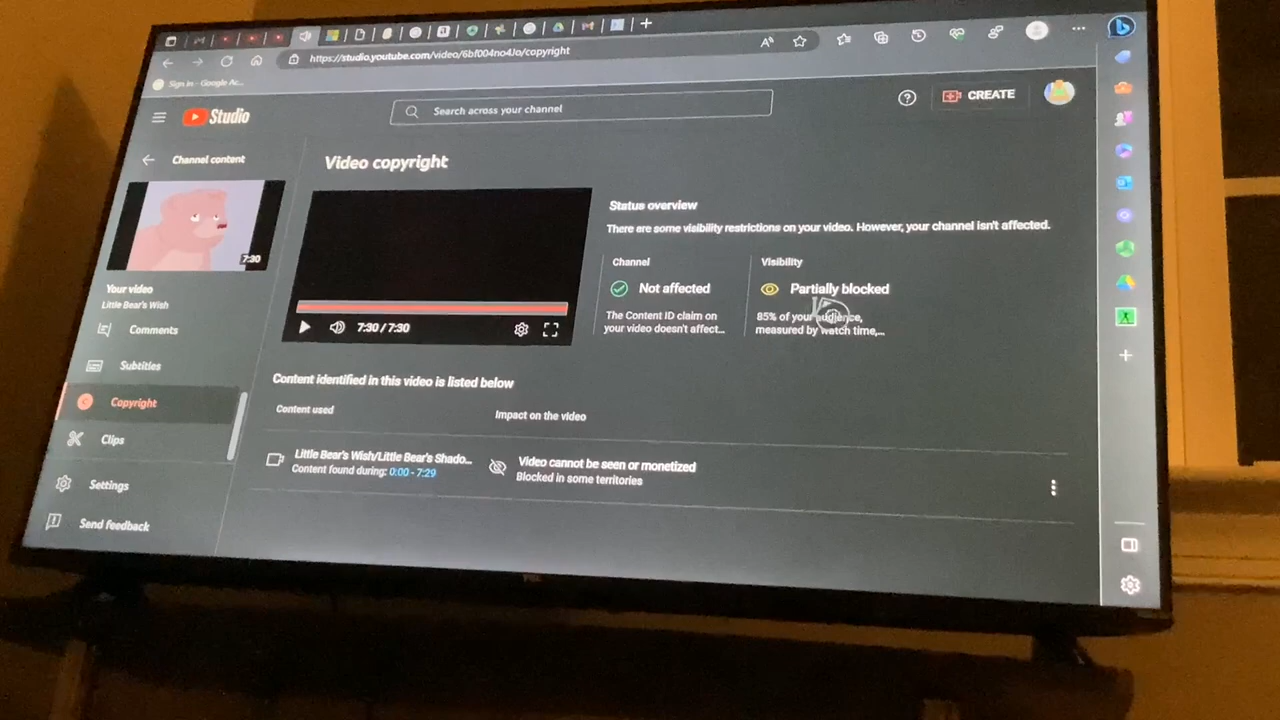 https://studio.youtube.com/video/6bf004no4Jo/copyright
Sign in - Google Ac...
Studio
Search across your channel
CREATE
Channel content
Video copyright
7:30
Your video
Little Bear's Wish
Comments
Subtitles
Copyright
Clips
Settings
Send feedback
7:30 / 7:30
Status overview
There are some visibility restrictions on your video. However, your channel isn't affected.
Channel
Not affected
The Content ID claim on
your video doesn't affect...
Visibility
Partially blocked
85% of your audience,
measured by watch time,...
Content identified in this video is listed below
Content used
Impact on the video
Little Bear's Wish/Little Bear's Shado...
Content found during: 0:00 - 7:29
Video cannot be seen or monetized
Blocked in some territories